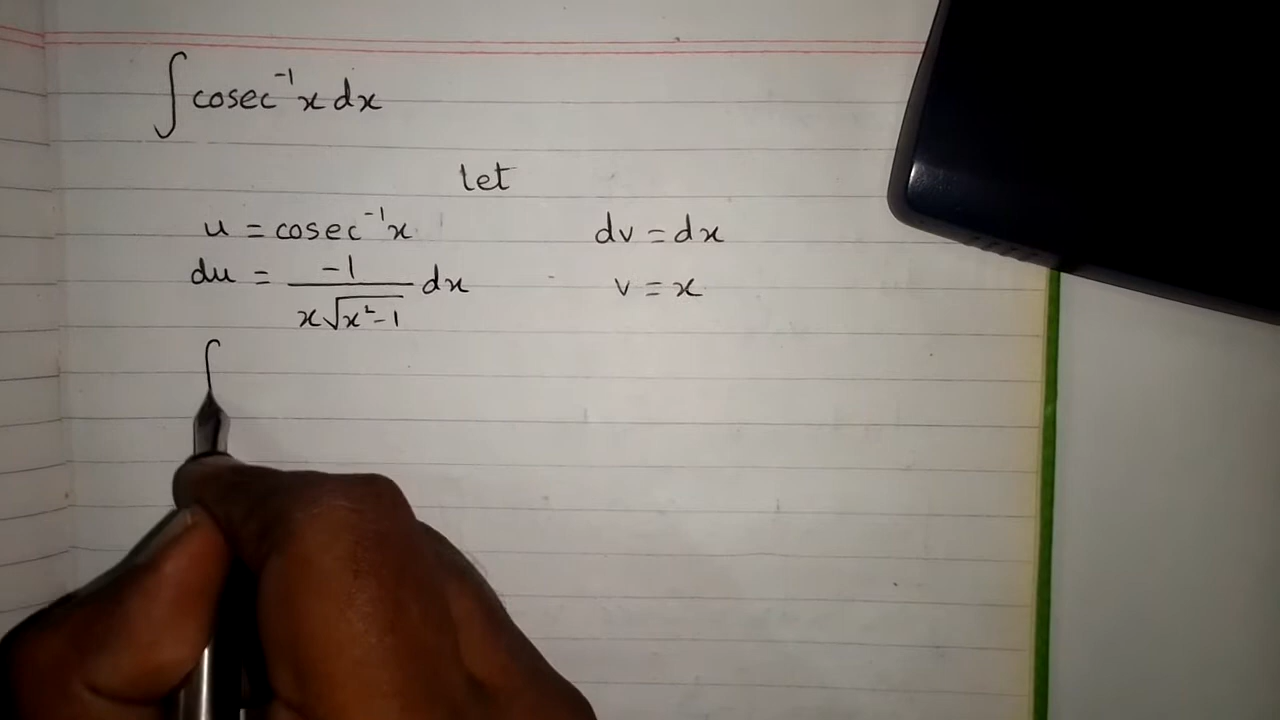 ∫ cosec⁻¹x dx
let
u = cosec⁻¹x dv = dx
du = -1/(x√(x²-1)) dx v = x
∫